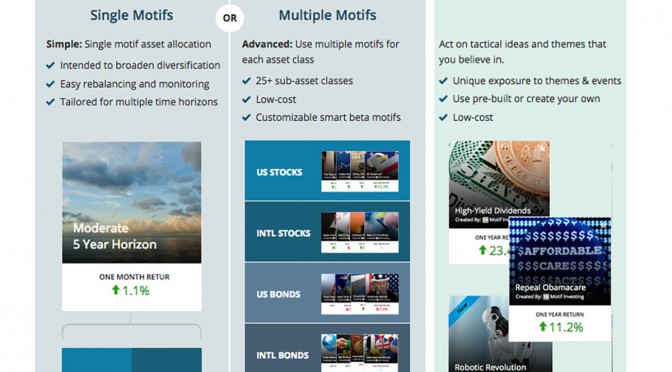 Single Motifs
OR
Multiple Motifs
Simple: Single motif asset allocation
Intended to broaden diversification
Easy rebalancing and monitoring
Tailored for multiple time horizons
Advanced: Use multiple motifs for
each asset class
25+ sub-asset classes
Low-cost
Customizable smart beta motifs
Act on tactical ideas and themes that
you believe in.
Unique exposure to themes & events
Use pre-built or create your own
Low-cost
Moderate
5 Year Horizon
ONE MONTH RETUR
1.1%
US STOCKS
INTL STOCKS
US BONDS
INTL BONDS
High-Yield Dividends
Created By: Motif Investing
ONE YEAR RE
23.
$$$$$$$$$$$
$AFFORDABLE
CARE
ACT
Repeal Obamacare
Created By: Motif Investing
ONE YEAR RETURN
11.2%
New
Robotic Revolution